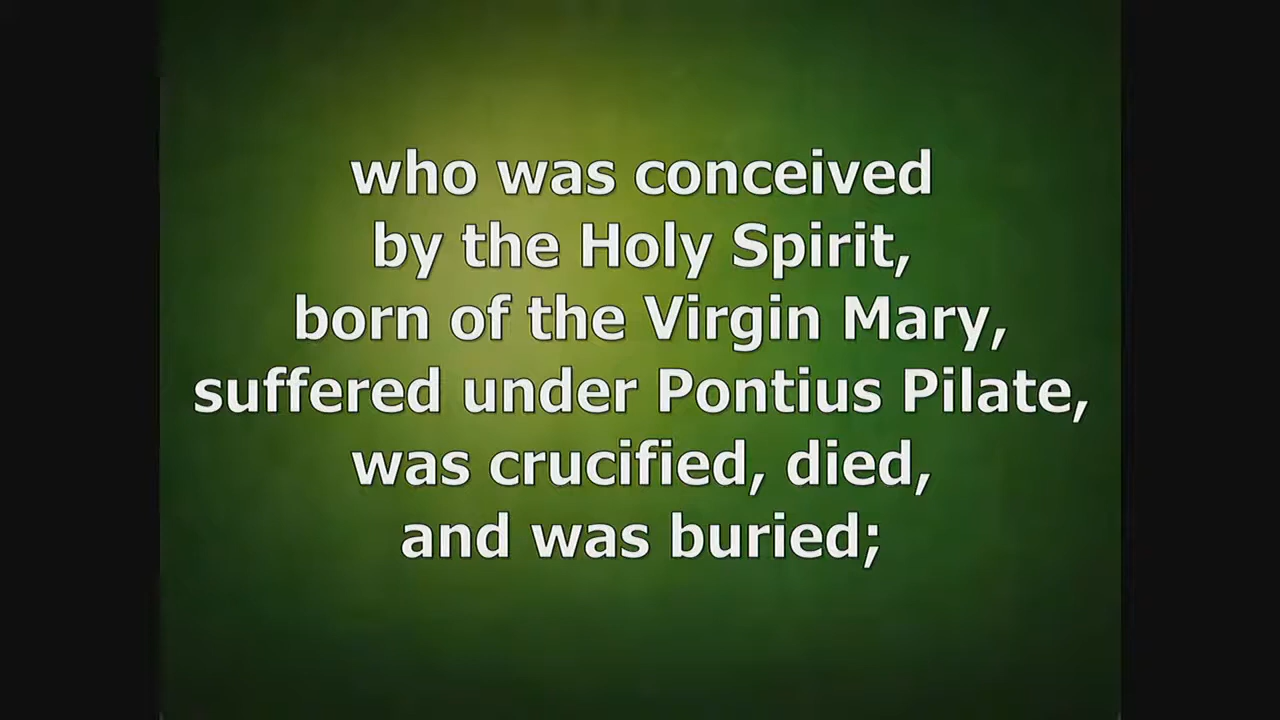 who was conceived
by the Holy Spirit,
born of the Virgin Mary,
suffered under Pontius Pilate,
was crucified, died,
and was buried;